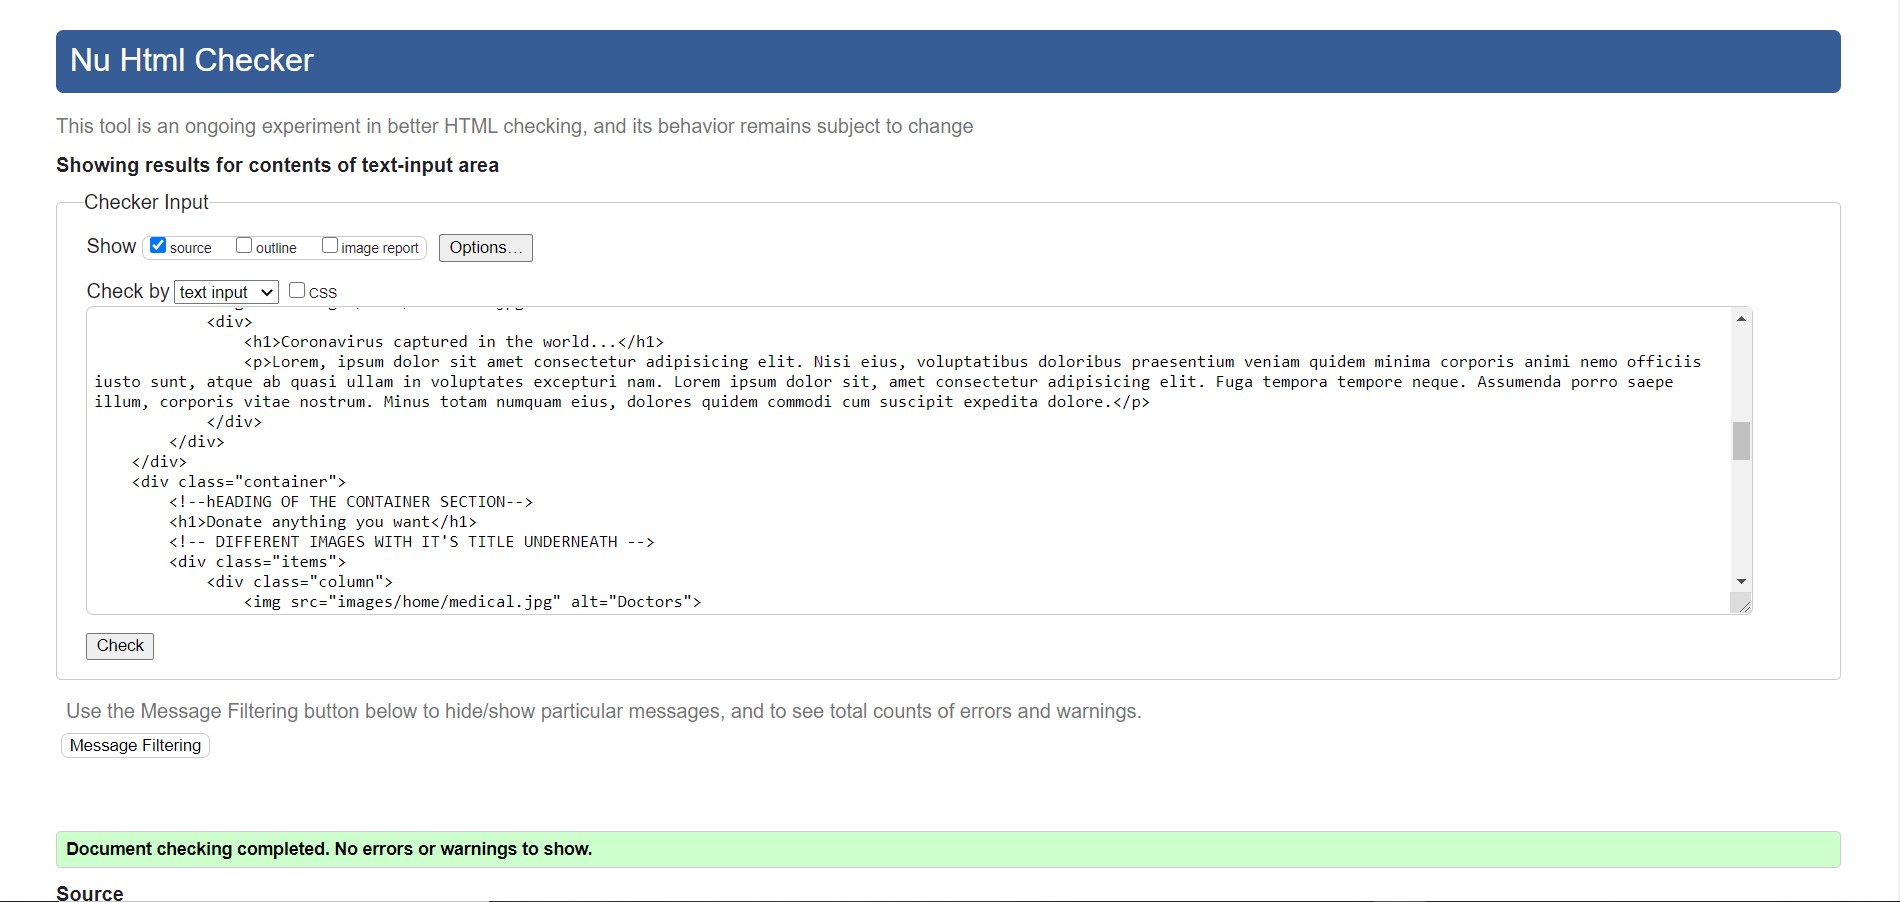 Nu Html Checker
This tool is an ongoing experiment in better HTML checking, and its behavior remains subject to change
Showing results for contents of text-input area
Checker Input
Show source outline image report Options...
Check by text input CSS
<div>
<h1>Coronavirus captured in the world...</h1>
<p>Lorem, ipsum dolor sit amet consectetur adipisicing elit. Nisi eius, voluptatibus doloribus praesentium veniam quidem minima corporis animi nemo officiis
iusto sunt, atque ab quasi ullam in voluptates excepturi nam. Lorem ipsum dolor sit, amet consectetur adipisicing elit. Fuga tempora tempore neque. Assumenda porro saepe
illum, corporis vitae nostrum. Minus totam numquam eius, dolores quidem commodi cum suscipit expedita dolore.</p>
</div>
</div>
</div>
<div class="container">
<!--hEADING OF THE CONTAINER SECTION-->
<h1>Donate anything you want</h1>
<!-- DIFFERENT IMAGES WITH IT'S TITLE UNDERNEATH -->
<div class="items">
<div class="column">
<img src="images/home/medical.jpg" alt="Doctors">
Check
Use the Message Filtering button below to hide/show particular messages, and to see total counts of errors and warnings.
Message Filtering
Document checking completed. No errors or warnings to show.
Source